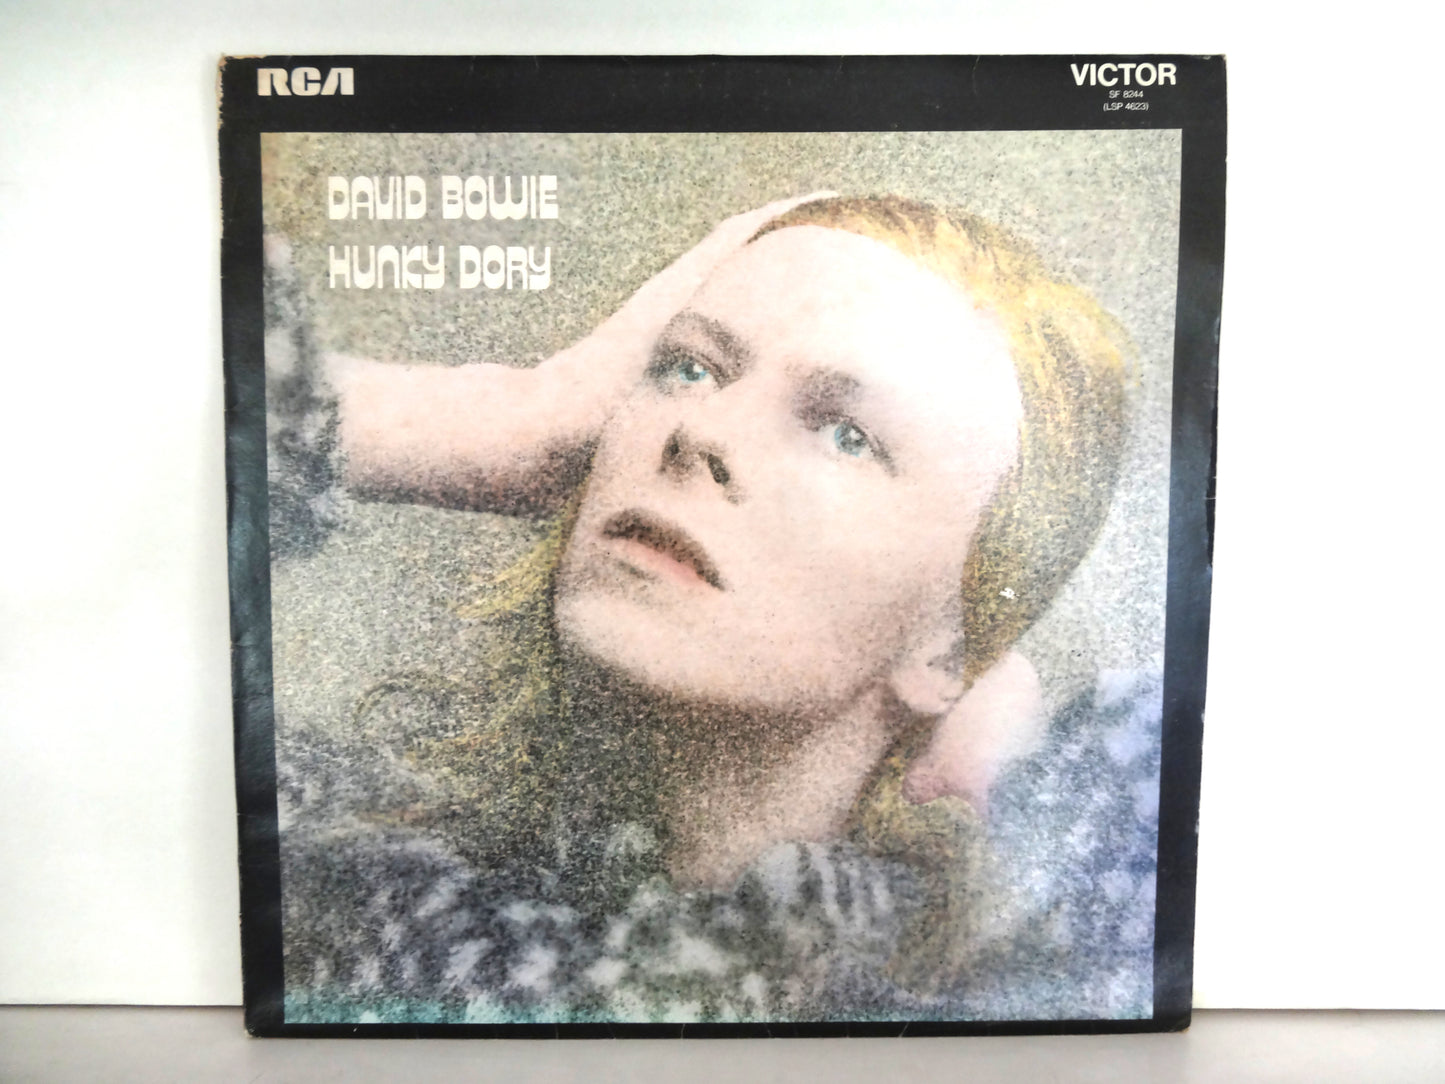 RCA
VICTOR
SF 8244
(LSP 4623)
DAVID BOWIE
HUNKY DORY